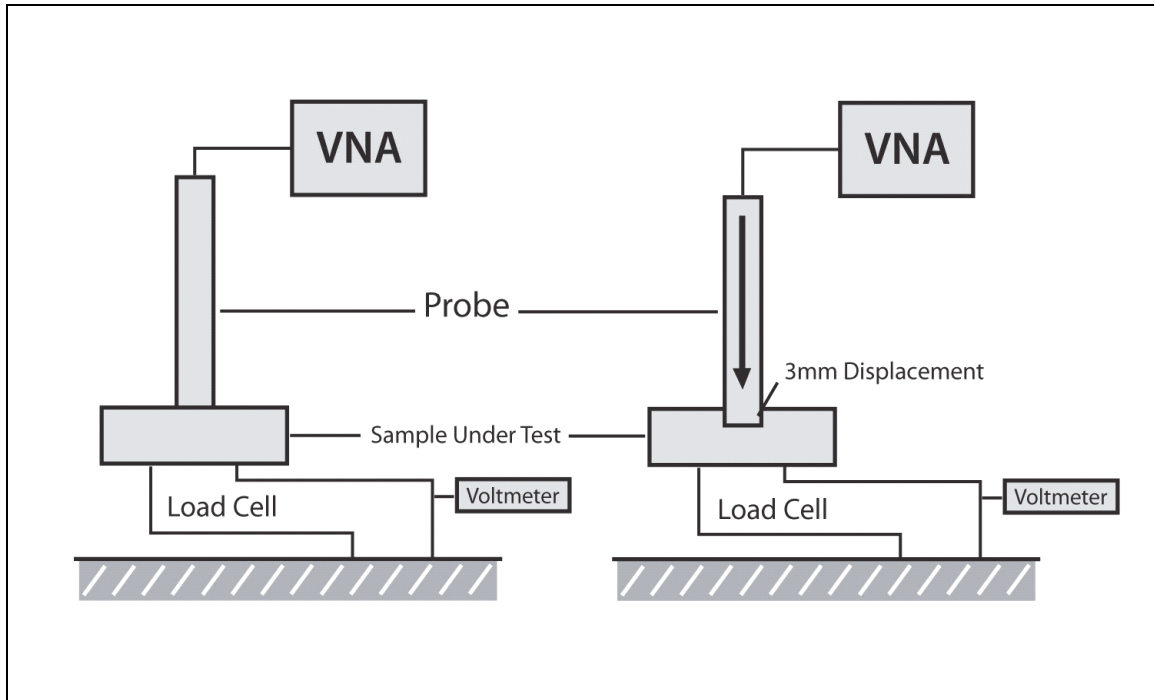 VNA
VNA
Probe
3mm Displacement
Sample Under Test
Voltmeter
Load Cell
Voltmeter
Load Cell